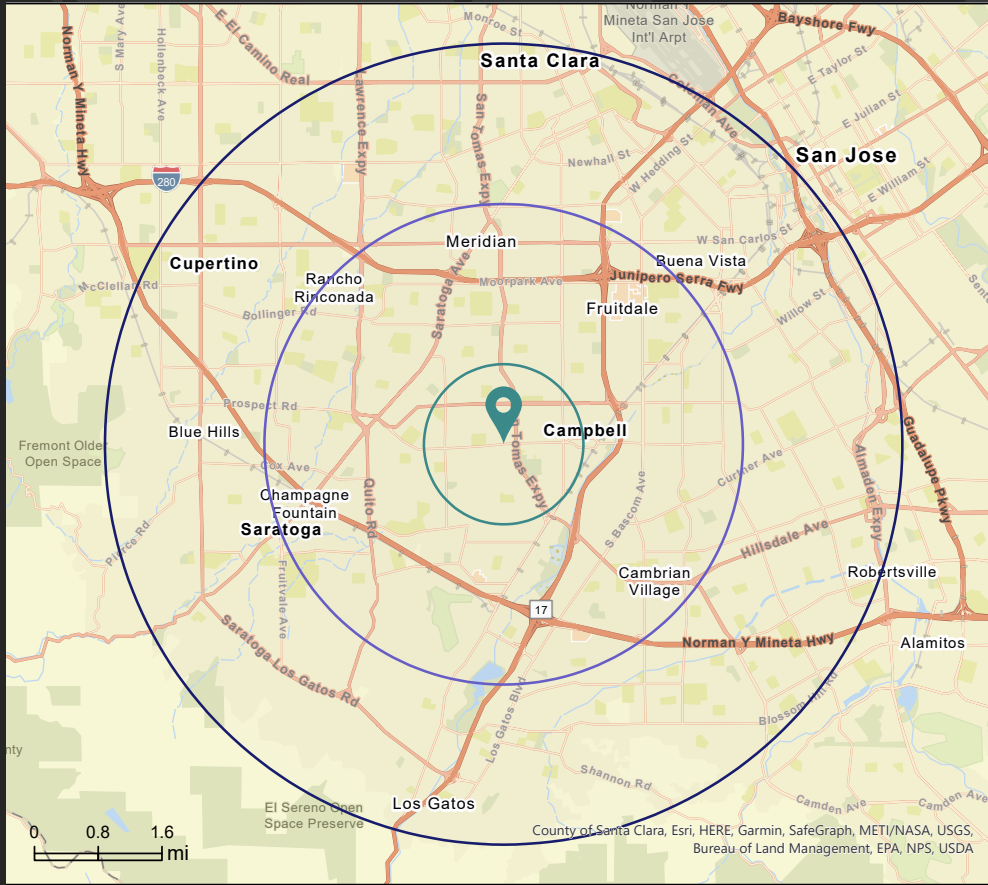 Norman Y
Mineta San Jose
Int'l Arpt
Bayshore Fwy
Monroe St
E El Camino Real
S Mary Ave
Hollenbeck Ave
Norman Y Mineta Hwy
Santa Clara
E Taylor St
Coleman Ave
Lawrence Expy
San Tomas Expy
E Julian St
San Jose
Newhall St
W Hedding St
280
E William St
Meridian
W San Carlos St
Buena Vista
Cupertino
Rancho
Rinconada
Saratoga Ave
Moorpark Ave
Junipero Serra Fwy
McClellan Rd
Bollinger Rd
Fruitdale
Willow St
Sent
Prospect Rd
Blue Hills
Campbell
Fremont Older
Open Space
n Tomas Expy
Guadalupe Pkwy
Cox Ave
Curtner Ave
Almaden Expy
Quito Rd
Champagne
Fountain
Saratoga
S Bascom Ave
Pierce Rd
Hillsdale Ave
Fruitvale Ave
Cambrian
Village
Robertsville
17
Saratoga Los Gatos Rd
Norman Y Mineta Hwy
Alamitos
Los Gatos Blvd
Blossom Hill Rd
nty
Shannon Rd
El Sereno Open
Space Preserve
Los Gatos
Camden Ave
Camden Ave
0 0.8 1.6
mi
County of Santa Clara, Esri, HERE, Garmin, SafeGraph, METI/NASA, USGS,
Bureau of Land Management, EPA, NPS, USDA